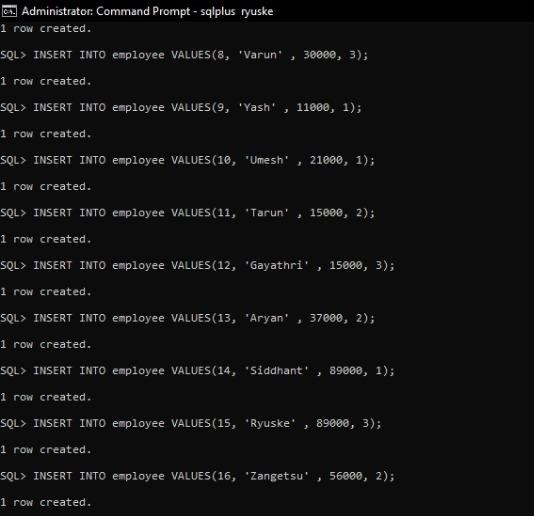 Administrator: Command Prompt - sqlplus ryuske
1 row created.
SQL> INSERT INTO employee VALUES(8, 'Varun' , 30000, 3);
1 row created.
SQL> INSERT INTO employee VALUES(9, 'Yash' , 11000, 1);
1 row created.
SQL> INSERT INTO employee VALUES(10, 'Umesh' , 21000, 1);
1 row created.
SQL> INSERT INTO employee VALUES(11, 'Tarun' , 15000, 2);
1 row created.
SQL> INSERT INTO employee VALUES(12, 'Gayathri' , 15000, 3);
1 row created.
SQL> INSERT INTO employee VALUES(13, 'Aryan' , 37000, 2);
1 row created.
SQL> INSERT INTO employee VALUES(14, 'Siddhant' , 89000, 1);
1 row created.
SQL> INSERT INTO employee VALUES(15, 'Ryuske' , 89000, 3);
1 row created.
SQL> INSERT INTO employee VALUES(16, 'Zangetsu' , 56000, 2);
1 row created.